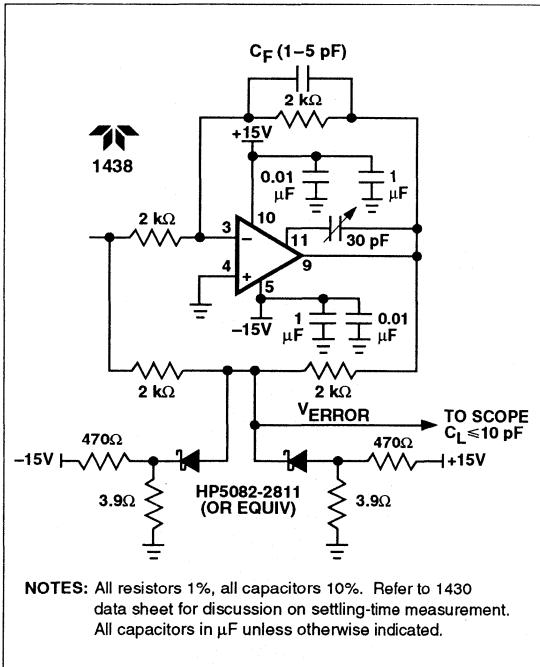 CF (1–5 pF)
2 kΩ
+15V
1438
0.01
µF
1
µF
2 kΩ
3
10
11
–
30 pF
9
4
+
5
–15V
1
µF
0.01
µF
2 kΩ
2 kΩ
VERROR
TO SCOPE
CL ≤ 10 pF
470Ω
470Ω
–15V
+15V
3.9Ω
HP5082-2811
(OR EQUIV)
3.9Ω
NOTES: All resistors 1%, all capacitors 10%. Refer to 1430
data sheet for discussion on settling-time measurement.
All capacitors in µF unless otherwise indicated.